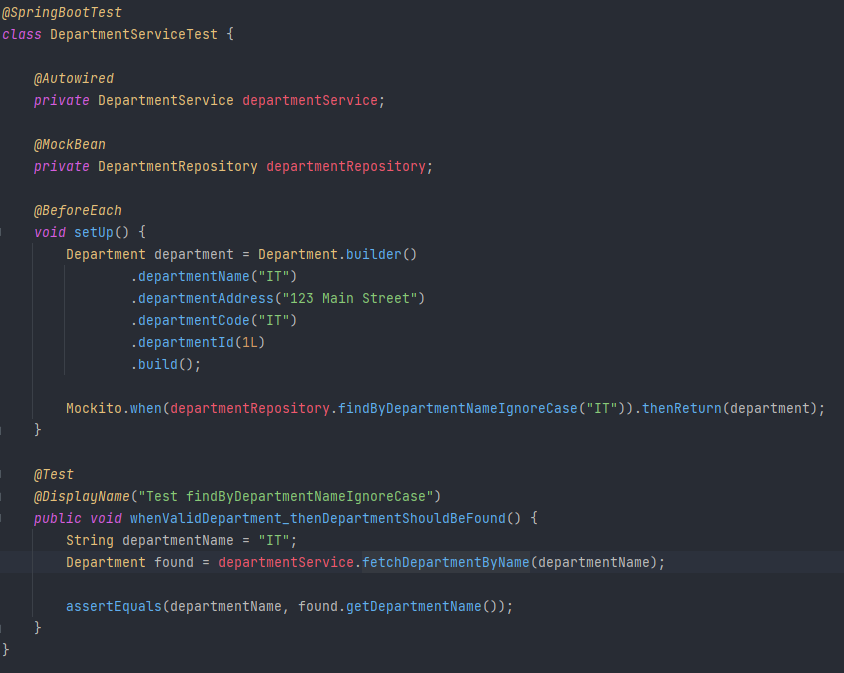 @SpringBootTest
class DepartmentServiceTest {
@Autowired
private DepartmentService departmentService;
@MockBean
private DepartmentRepository departmentRepository;
@BeforeEach
void setUp() {
Department department = Department.builder()
.departmentName("IT")
.departmentAddress("123 Main Street")
.departmentCode("IT")
.departmentId(1L)
.build();
Mockito.when(departmentRepository.findByDepartmentNameIgnoreCase("IT")).thenReturn(department);
}
@Test
@DisplayName("Test findByDepartmentNameIgnoreCase")
public void whenValidDepartment_thenDepartmentShouldBeFound() {
String departmentName = "IT";
Department found = departmentService.fetchDepartmentByName(departmentName);
assertEquals(departmentName, found.getDepartmentName());
}
}